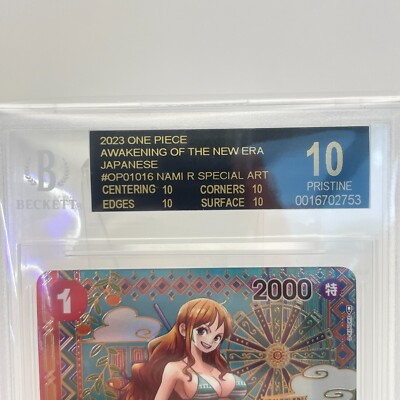 2023 ONE PIECE
AWAKENING OF THE NEW ERA
JAPANESE
#OP01016 NAMI R SPECIAL ART
CENTERING 10 CORNERS 10
EDGES 10 SURFACE 10
10
PRISTINE
0016702753
B
BECKETT
1
2000 特